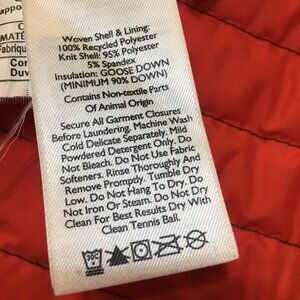 Woven Shell & Lining:
100% Recycled Polyester
Knit Shell: 95% Polyester
5% Spandex
Insulation: GOOSE DOWN
(MINIMUM 90% DOWN)
Contains Non-textile Parts
Of Animal Origin
Secure All Garment Closures
Before Laundering. Machine Wash
Cold Delicate Separately. Mild
Powdered Detergent Only. Do
Not Bleach. Do Not Use Fabric
Softeners. Rinse Thoroughly And
Remove Promptly. Tumble Dry
Low. Do Not Hang To Dry. Do
Not Iron Or Steam. Do Not Dry
Clean For Best Results Dry With
Clean Tennis Ball.